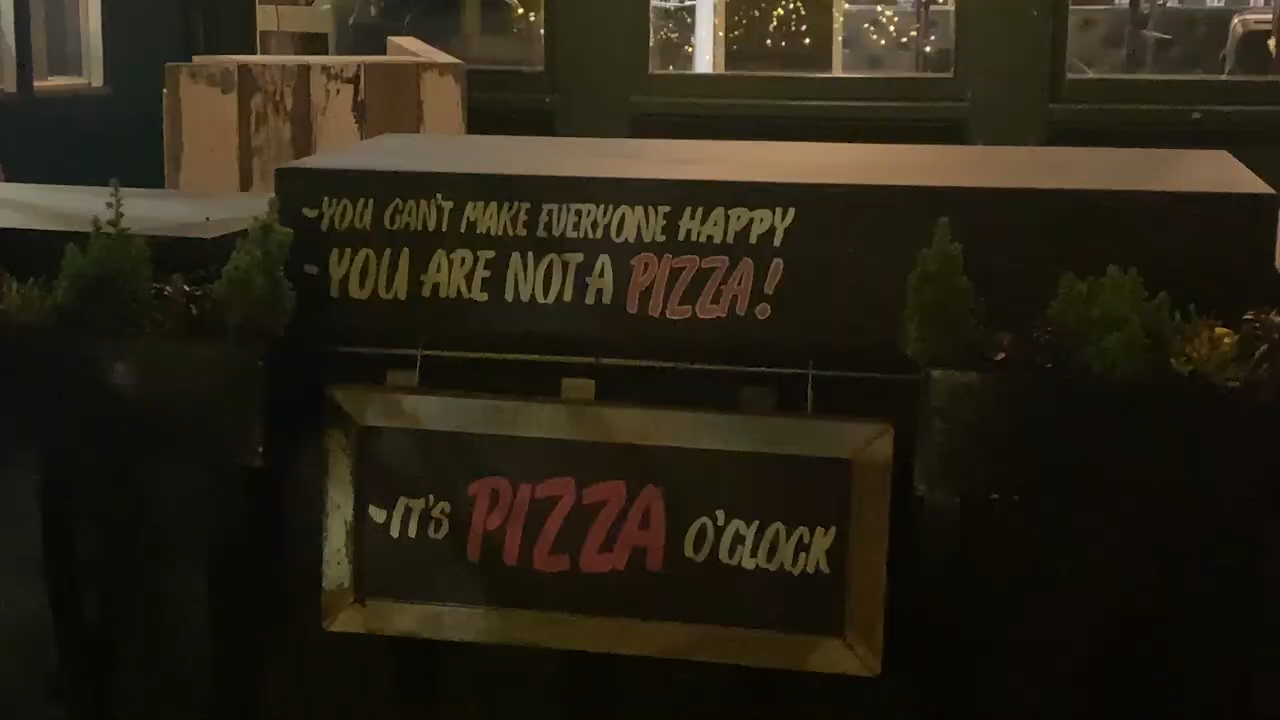 ~YOU CAN'T MAKE EVERYONE HAPPY
- YOU ARE NOT A PIZZA!
~IT'S PIZZA O'CLOCK